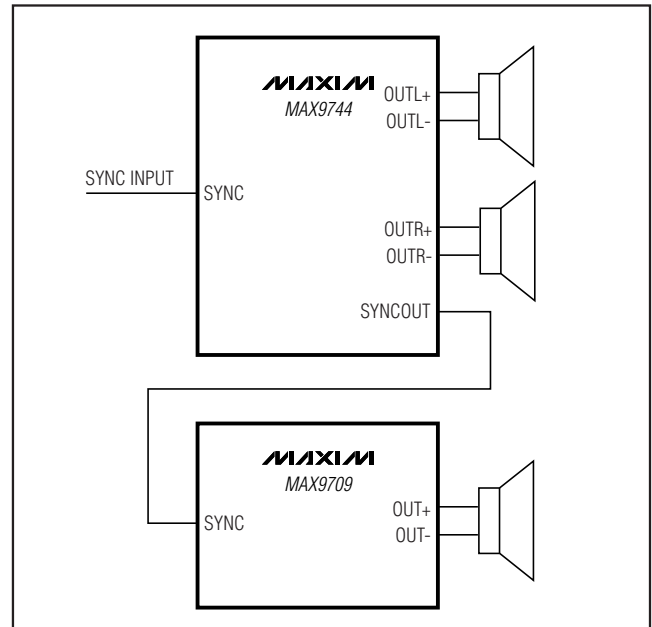 MAXIM
MAX9744
OUTL+
OUTL-
SYNC INPUT
SYNC
OUTR+
OUTR-
SYNCOUT
MAXIM
MAX9709
SYNC
OUT+
OUT-